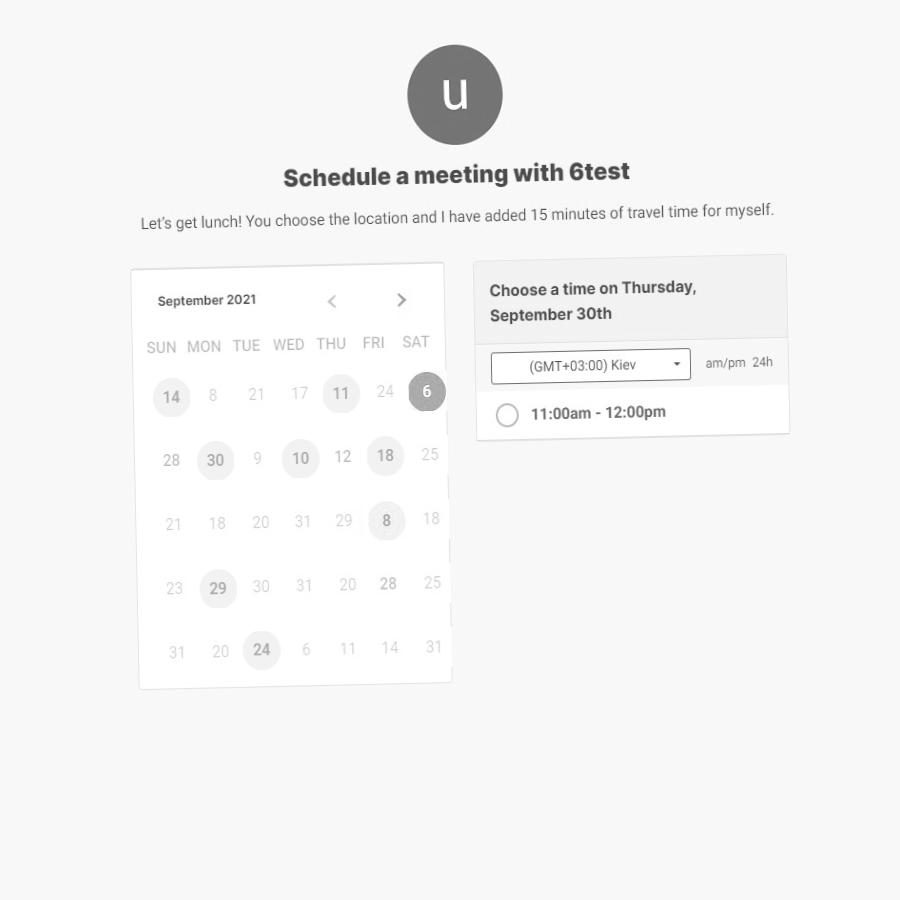 u
Schedule a meeting with 6test
Let's get lunch! You choose the location and I have added 15 minutes of travel time for myself.
September 2021
SUN MON TUE WED THU FRI SAT
14 8 21 17 11 24 6
28 30 9 10 12 18 25
21 18 20 31 29 8 18
23 29 30 31 20 28 25
31 20 24 6 11 14 31
Choose a time on Thursday,
September 30th
(GMT+03:00) Kiev am/pm 24h
11:00am - 12:00pm